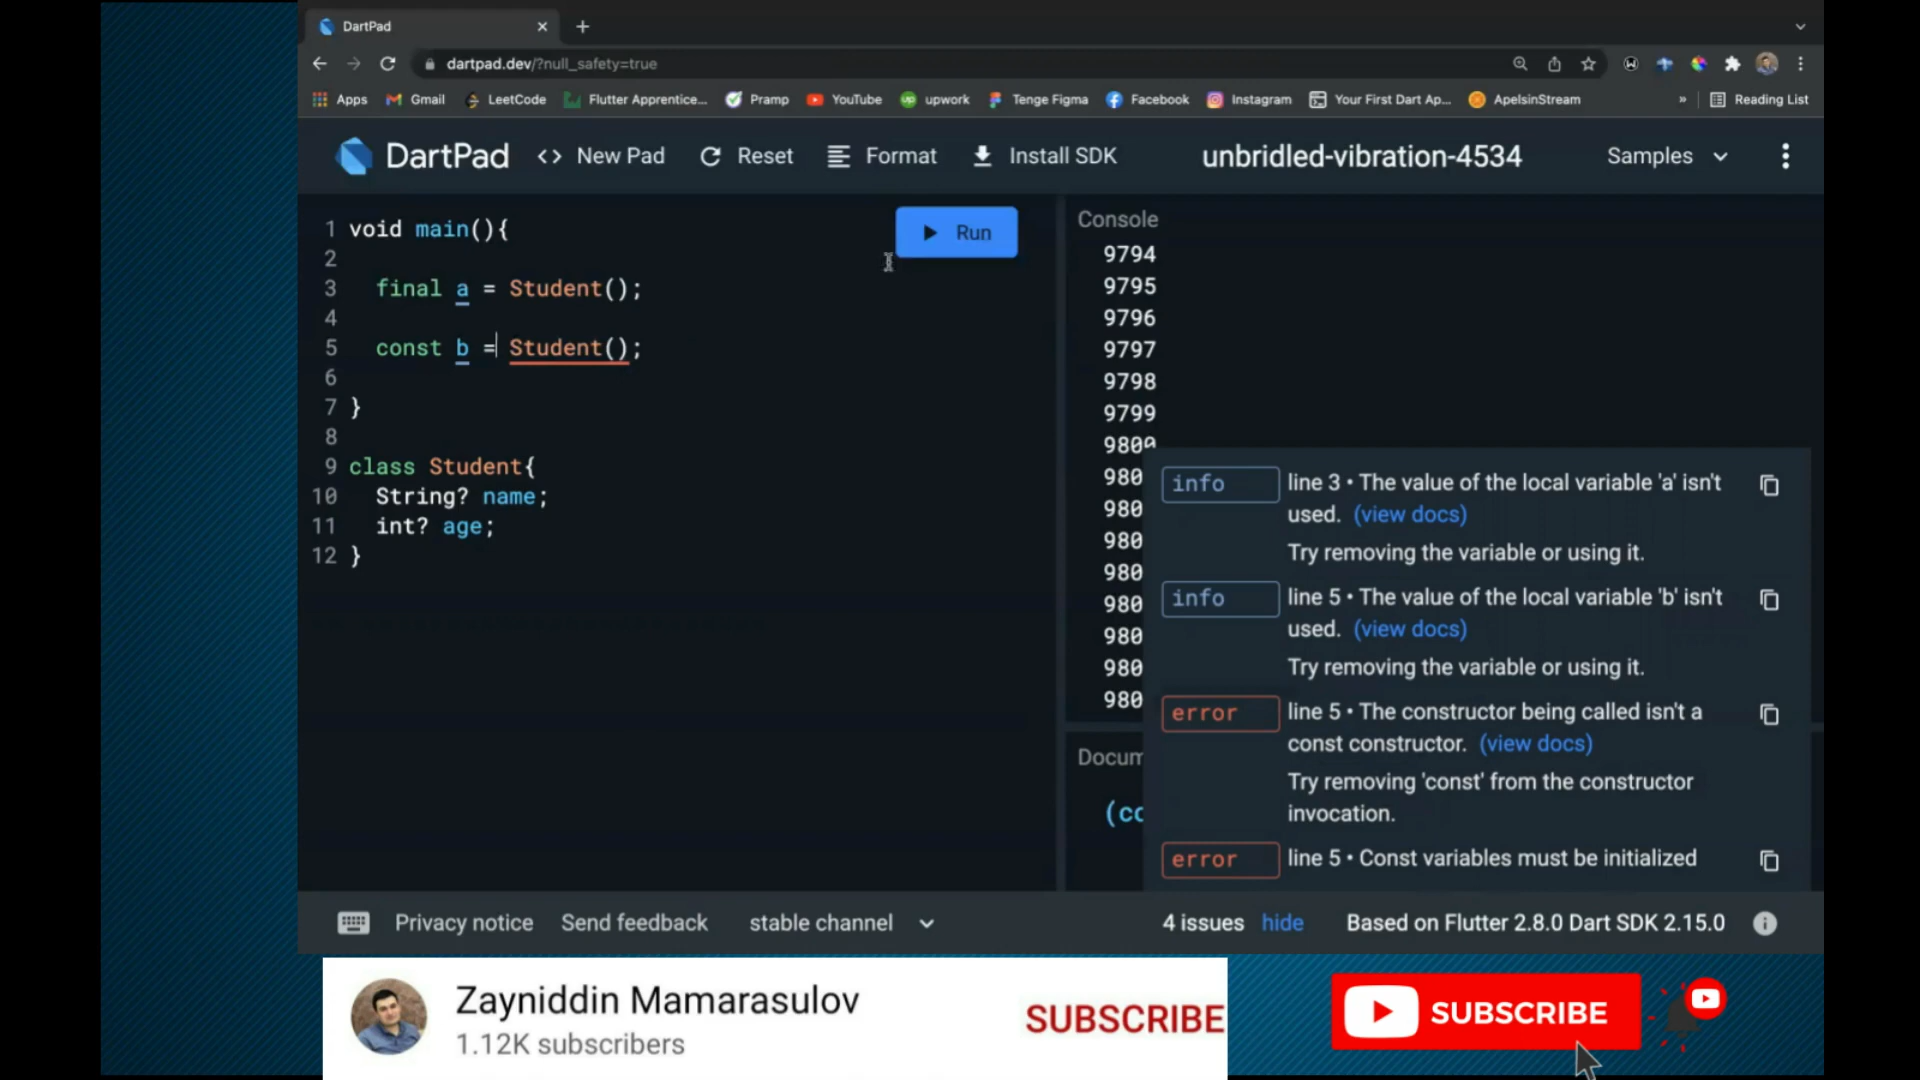 DartPad
dartpad.dev/?null_safety=true
Apps Gmail LeetCode Flutter Apprentice... Pramp YouTube upwork Tenge Figma Facebook Instagram Your First Dart Ap... ApelsinStream » Reading List
DartPad <> New Pad Reset Format Install SDK unbridled-vibration-4534 Samples
Run
1 void main(){
2
3 final a = Student();
4
5 const b = Student();
6
7 }
8
9 class Student{
10 String? name;
11 int? age;
12 }
Console
9794
9795
9796
9797
9798
9799
9800
980
980
980
980
980
980
980
980
info line 3 • The value of the local variable 'a' isn't
used. (view docs)
Try removing the variable or using it.
info line 5 • The value of the local variable 'b' isn't
used. (view docs)
Try removing the variable or using it.
error line 5 • The constructor being called isn't a
const constructor. (view docs)
Try removing 'const' from the constructor
invocation.
error line 5 • Const variables must be initialized
Docum
(co
Privacy notice Send feedback stable channel 4 issues hide Based on Flutter 2.8.0 Dart SDK 2.15.0
Zayniddin Mamarasulov
1.12K subscribers
SUBSCRIBE
SUBSCRIBE